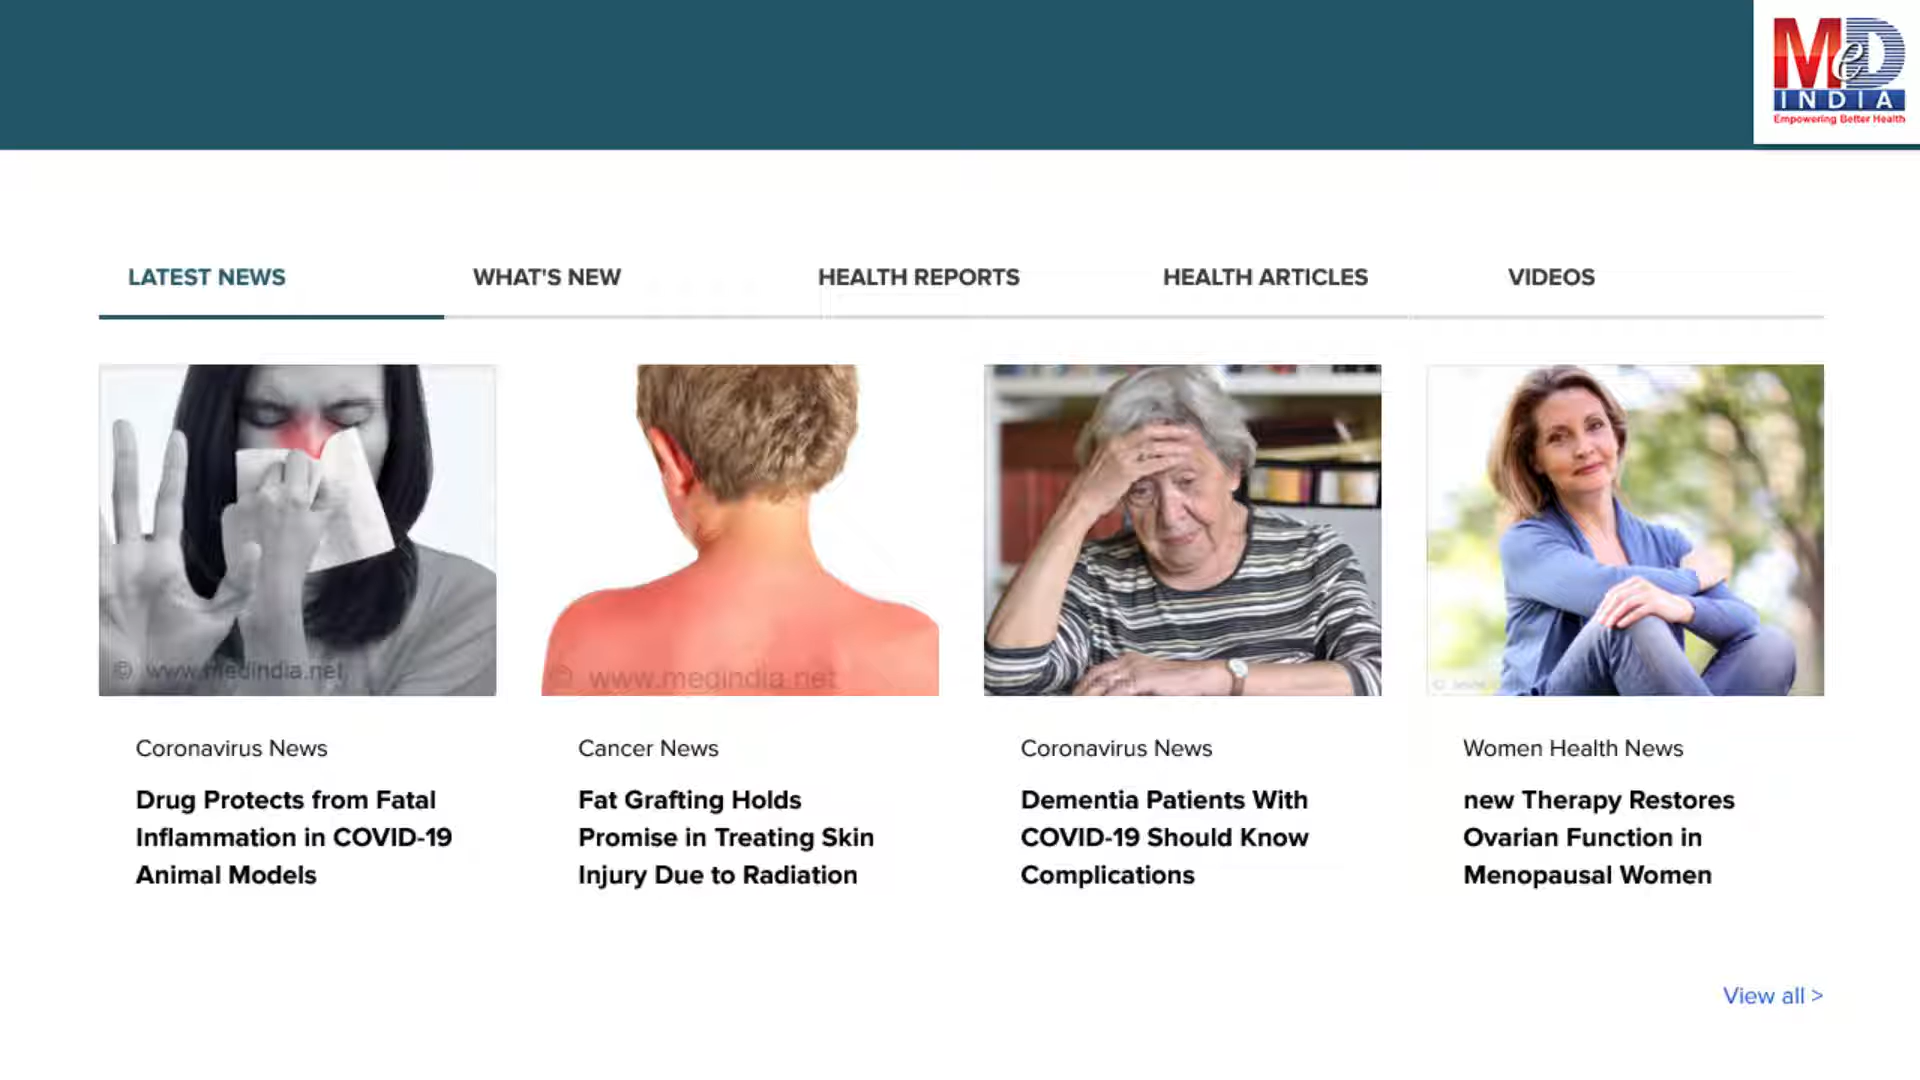 MeD
INDIA
Empowering Better Health
LATEST NEWS
WHAT'S NEW
HEALTH REPORTS
HEALTH ARTICLES
VIDEOS
© www.medindia.net
© www.medindia.net
Coronavirus News
Drug Protects from Fatal
Inflammation in COVID-19
Animal Models
Cancer News
Fat Grafting Holds
Promise in Treating Skin
Injury Due to Radiation
Coronavirus News
Dementia Patients With
COVID-19 Should Know
Complications
Women Health News
new Therapy Restores
Ovarian Function in
Menopausal Women
View all >